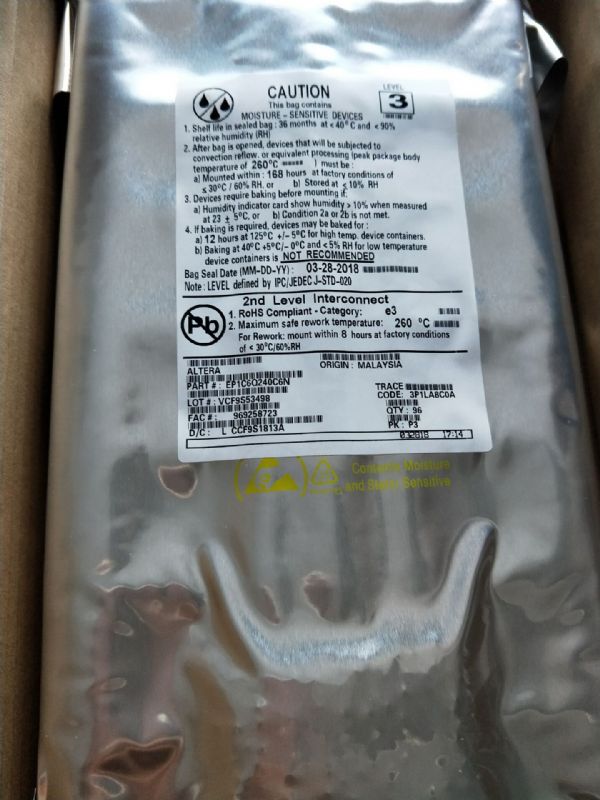 CAUTION
This bag contains
MOISTURE - SENSITIVE DEVICES
LEVEL
3
1. Shelf life in sealed bag : 36 months at < 40°C and < 90%
relative humidity (RH)
2. After bag is opened, devices that will be subjected to
convection reflow, or equivalent processing (peak package body
temperature of 260°C ) must be :
a) Mounted within : 168 hours at factory conditions of
≤ 30°C / 60% RH, or b) Stored at ≤ 10% RH
3. Devices require baking before mounting if :
a) Humidity indicator card show humidity > 10% when measured
at 23 ± 5°C, or b) Condition 2a or 2b is not met.
4. If baking is required, devices may be baked for :
a) 12 hours at 125°C +/- 5°C for high temp. device containers.
b) Baking at 40°C +5°C/- 0°C and < 5% RH for low temperature
device containers is NOT RECOMMENDED
Bag Seal Date (MM-DD-YY) : 03-28-2018
Note : LEVEL defined by IPC/JEDEC J-STD-020
2nd Level Interconnect
Pb
1. RoHS Compliant - Category: e3
2. Maximum safe rework temperature: 260 °C
For Rework: mount within 8 hours at factory conditions
of < 30°C/60%RH
ALTERA ORIGIN: MALAYSIA
PART #: EP1C6Q240C6N TRACE
LOT #: VCF9S53498 CODE: 3P1LA8C0A
FAC #: 969258723 QTY: 96
D/C: L CCF9S1813A PK: P3
032818 17:14
Contents Moisture
and Static Sensitive